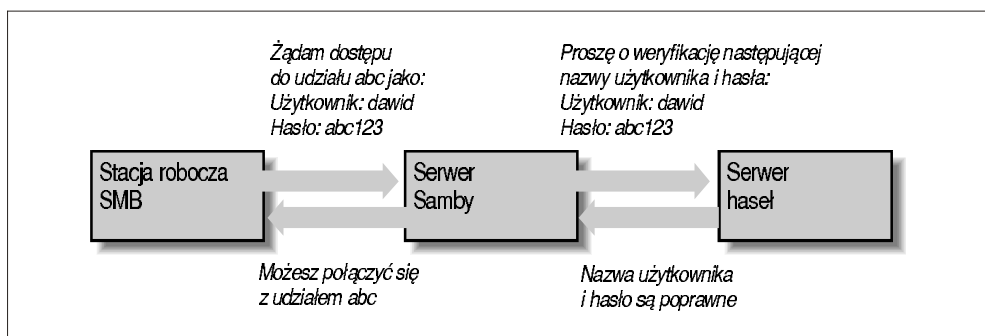 Żądam dostępu
do udziału abc jako:
Użytkownik: dawid
Hasło: abc123
Proszę o weryfikację następującej
nazwy użytkownika i hasła:
Użytkownik: dawid
Hasło: abc123
Stacja robocza
SMB
Serwer
Samby
Serwer
haseł
Możesz połączyć się
z udziałem abc
Nazwa użytkownika
i hasło są poprawne